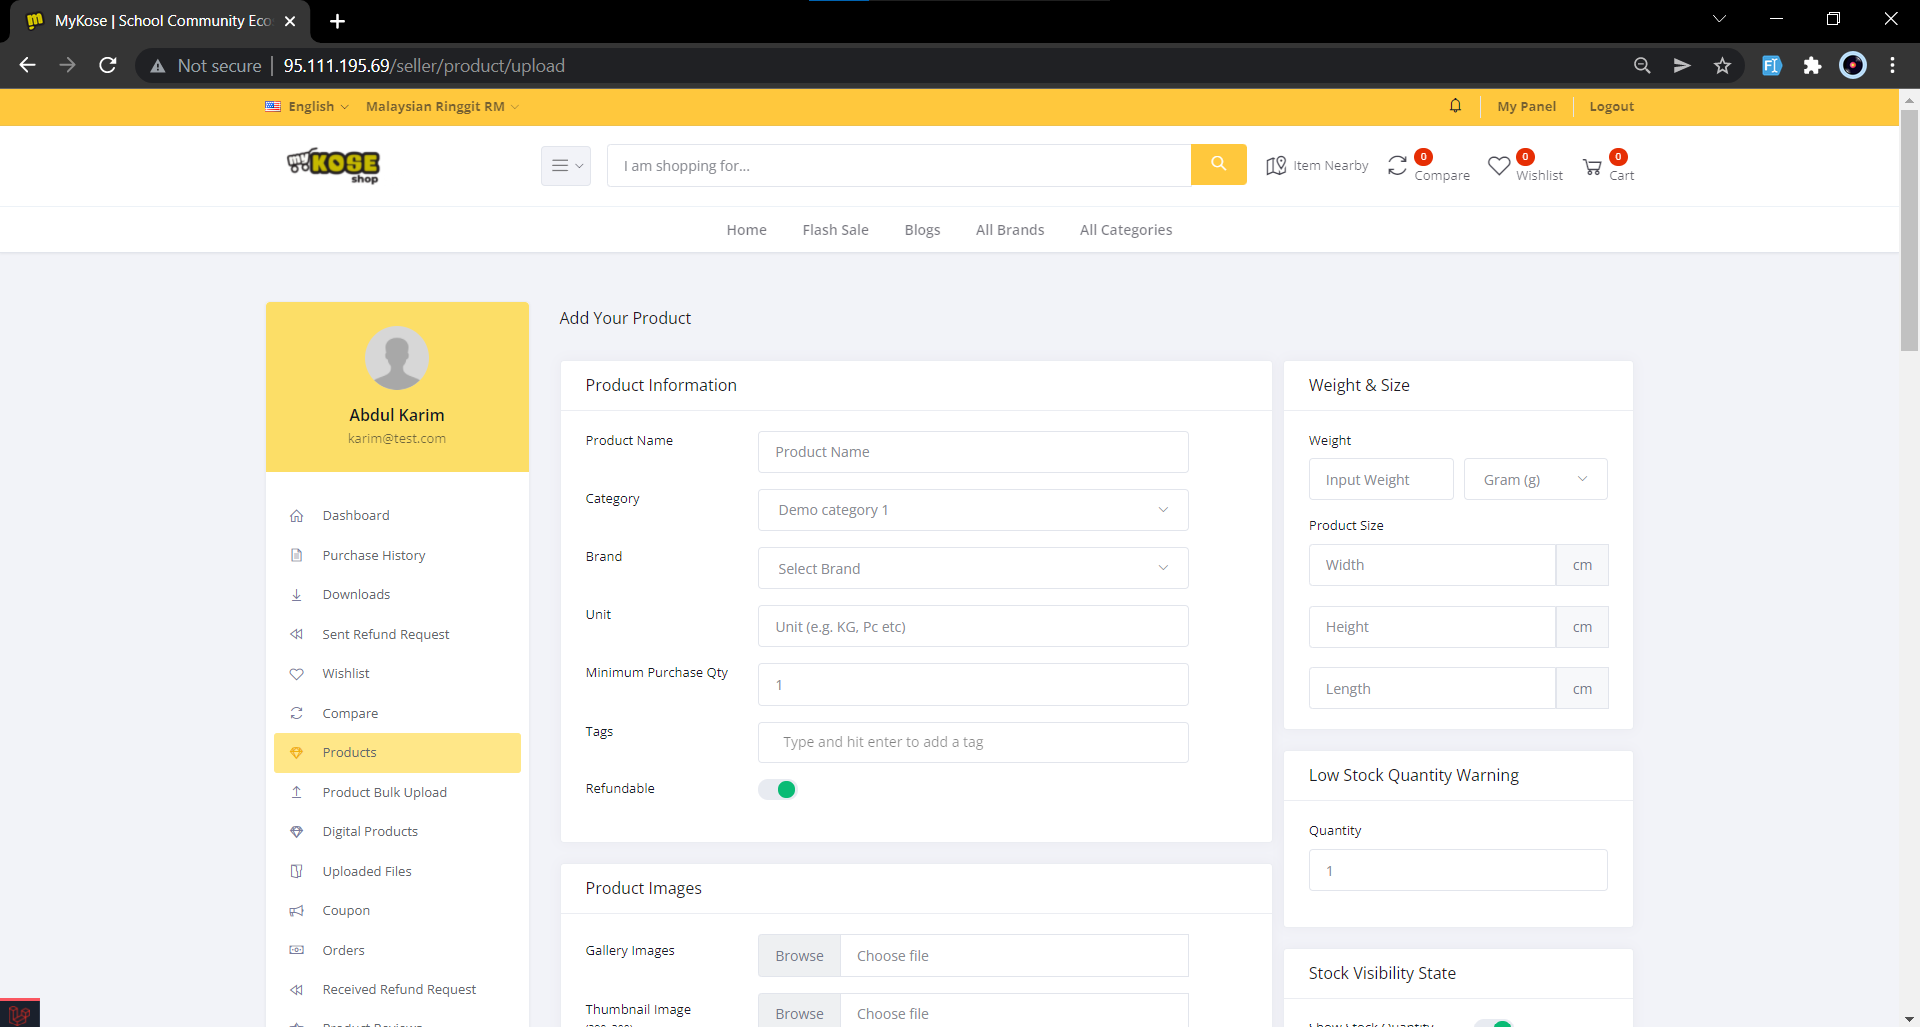 MyKose | School Community Eco
Not secure
95.111.195.69/seller/product/upload
English
Malaysian Ringgit RM
My Panel
Logout
my KOSE
shop
I am shopping for...
Item Nearby
0
Compare
0
Wishlist
0
Cart
Home
Flash Sale
Blogs
All Brands
All Categories
Abdul Karim
karim@test.com
Dashboard
Purchase History
Downloads
Sent Refund Request
Wishlist
Compare
Products
Product Bulk Upload
Digital Products
Uploaded Files
Coupon
Orders
Received Refund Request
Product Reviews
Add Your Product
Product Information
Product Name
Product Name
Category
Demo category 1
Brand
Select Brand
Unit
Unit (e.g. KG, Pc etc)
Minimum Purchase Qty
1
Tags
Type and hit enter to add a tag
Refundable
Product Images
Gallery Images
Browse
Choose file
Thumbnail Image
Browse
Choose file
Weight & Size
Weight
Input Weight
Gram (g)
Product Size
Width
cm
Height
cm
Length
cm
Low Stock Quantity Warning
Quantity
1
Stock Visibility State
Show Stock Quantity